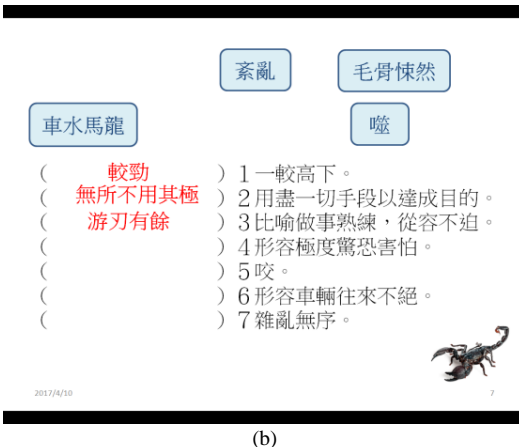 紊亂 毛骨悚然
車水馬龍 噬
( 較勁 ) 1一較高下。
( 無所不用其極 ) 2用盡一切手段以達成目的。
( 游刃有餘 ) 3比喻做事熟練，從容不迫。
( ) 4形容極度驚恐害怕。
( ) 5咬。
( ) 6形容車輛往來不絕。
( ) 7雜亂無序。
2017/4/10 7
(b)